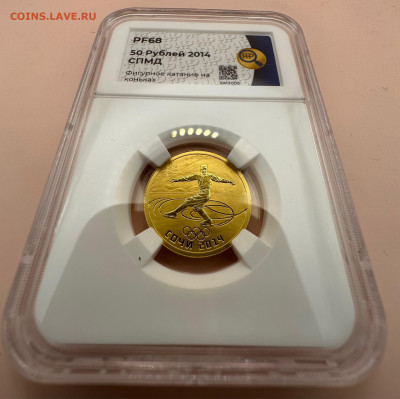 COINS.LAVE.RU
PF68
50 Рублей 2014
СПМД
Фигурное катание на
коньках
СОЧИ 2014